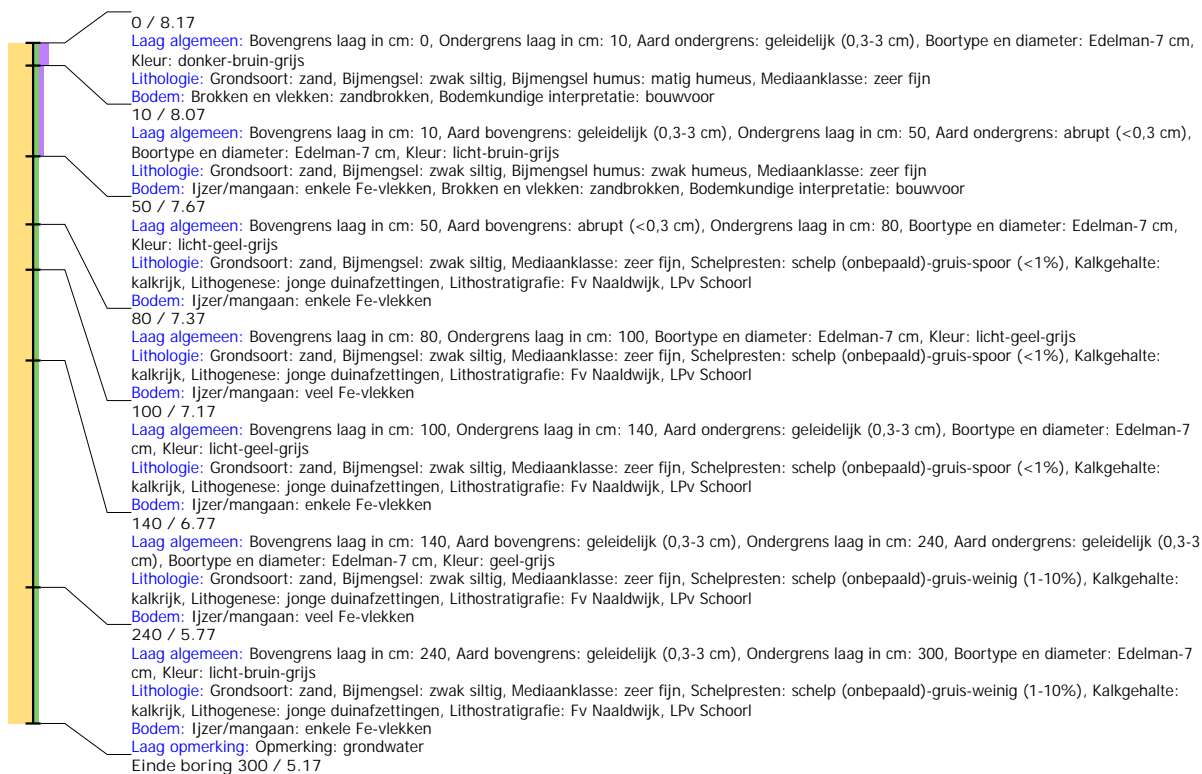 0 / 8.17
Laag algemeen: Bovengrens laag in cm: 0, Ondergrens laag in cm: 10, Aard ondergrens: geleidelijk (0,3-3 cm), Boortype en diameter: Edelman-7 cm,
Kleur: donker-bruin-grijs
Lithologie: Grondsoort: zand, Bijmengsel: zwak siltig, Bijmengsel humus: matig humeus, Mediaanklasse: zeer fijn
Bodem: Brokken en vlekken: zandbrokken, Bodemkundige interpretatie: bouwvoor
10 / 8.07
Laag algemeen: Bovengrens laag in cm: 10, Aard bovengrens: geleidelijk (0,3-3 cm), Ondergrens laag in cm: 50, Aard ondergrens: abrupt (<0,3 cm),
Boortype en diameter: Edelman-7 cm, Kleur: licht-bruin-grijs
Lithologie: Grondsoort: zand, Bijmengsel: zwak siltig, Bijmengsel humus: zwak humeus, Mediaanklasse: zeer fijn
Bodem: Ijzer/mangaan: enkele Fe-vlekken, Brokken en vlekken: zandbrokken, Bodemkundige interpretatie: bouwvoor
50 / 7.67
Laag algemeen: Bovengrens laag in cm: 50, Aard bovengrens: abrupt (<0,3 cm), Ondergrens laag in cm: 80, Boortype en diameter: Edelman-7 cm,
Kleur: licht-geel-grijs
Lithologie: Grondsoort: zand, Bijmengsel: zwak siltig, Mediaanklasse: zeer fijn, Schelpresten: schelp (onbepaald)-gruis-spoor (<1%), Kalkgehalte:
kalkrijk, Lithogenese: jonge duinafzettingen, Lithostratigrafie: Fv Naaldwijk, LPv Schoorl
Bodem: Ijzer/mangaan: enkele Fe-vlekken
80 / 7.37
Laag algemeen: Bovengrens laag in cm: 80, Ondergrens laag in cm: 100, Boortype en diameter: Edelman-7 cm, Kleur: licht-geel-grijs
Lithologie: Grondsoort: zand, Bijmengsel: zwak siltig, Mediaanklasse: zeer fijn, Schelpresten: schelp (onbepaald)-gruis-spoor (<1%), Kalkgehalte:
kalkrijk, Lithogenese: jonge duinafzettingen, Lithostratigrafie: Fv Naaldwijk, LPv Schoorl
Bodem: Ijzer/mangaan: veel Fe-vlekken
100 / 7.17
Laag algemeen: Bovengrens laag in cm: 100, Ondergrens laag in cm: 140, Aard ondergrens: geleidelijk (0,3-3 cm), Boortype en diameter: Edelman-7
cm, Kleur: licht-geel-grijs
Lithologie: Grondsoort: zand, Bijmengsel: zwak siltig, Mediaanklasse: zeer fijn, Schelpresten: schelp (onbepaald)-gruis-spoor (<1%), Kalkgehalte:
kalkrijk, Lithogenese: jonge duinafzettingen, Lithostratigrafie: Fv Naaldwijk, LPv Schoorl
Bodem: Ijzer/mangaan: enkele Fe-vlekken
140 / 6.77
Laag algemeen: Bovengrens laag in cm: 140, Aard bovengrens: geleidelijk (0,3-3 cm), Ondergrens laag in cm: 240, Aard ondergrens: geleidelijk (0,3-3
cm), Boortype en diameter: Edelman-7 cm, Kleur: geel-grijs
Lithologie: Grondsoort: zand, Bijmengsel: zwak siltig, Mediaanklasse: zeer fijn, Schelpresten: schelp (onbepaald)-gruis-weinig (1-10%), Kalkgehalte:
kalkrijk, Lithogenese: jonge duinafzettingen, Lithostratigrafie: Fv Naaldwijk, LPv Schoorl
Bodem: Ijzer/mangaan: veel Fe-vlekken
240 / 5.77
Laag algemeen: Bovengrens laag in cm: 240, Aard bovengrens: geleidelijk (0,3-3 cm), Ondergrens laag in cm: 300, Boortype en diameter: Edelman-7
cm, Kleur: licht-bruin-grijs
Lithologie: Grondsoort: zand, Bijmengsel: zwak siltig, Mediaanklasse: zeer fijn, Schelpresten: schelp (onbepaald)-gruis-weinig (1-10%), Kalkgehalte:
kalkrijk, Lithogenese: jonge duinafzettingen, Lithostratigrafie: Fv Naaldwijk, LPv Schoorl
Bodem: Ijzer/mangaan: enkele Fe-vlekken
Laag opmerking: Opmerking: grondwater
Einde boring 300 / 5.17